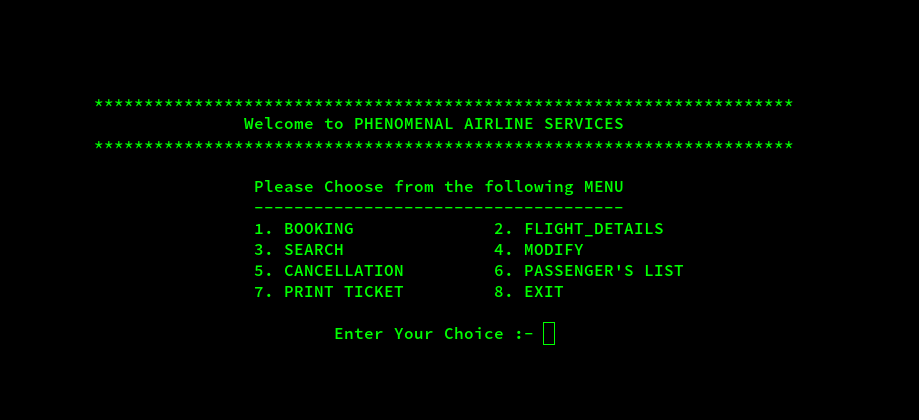 **********************************************************************
Welcome to PHENOMENAL AIRLINE SERVICES
**********************************************************************
Please Choose from the following MENU
-------------------------------------
1. BOOKING 2. FLIGHT_DETAILS
3. SEARCH 4. MODIFY
5. CANCELLATION 6. PASSENGER'S LIST
7. PRINT TICKET 8. EXIT
Enter Your Choice :-